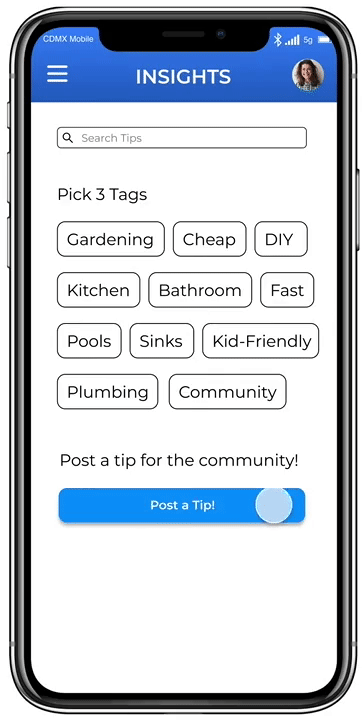 CDMX Mobile 5g
INSIGHTS
Search Tips
Pick 3 Tags
Gardening Cheap DIY
Kitchen Bathroom Fast
Pools Sinks Kid-Friendly
Plumbing Community
Post a tip for the community!
Post a Tip!